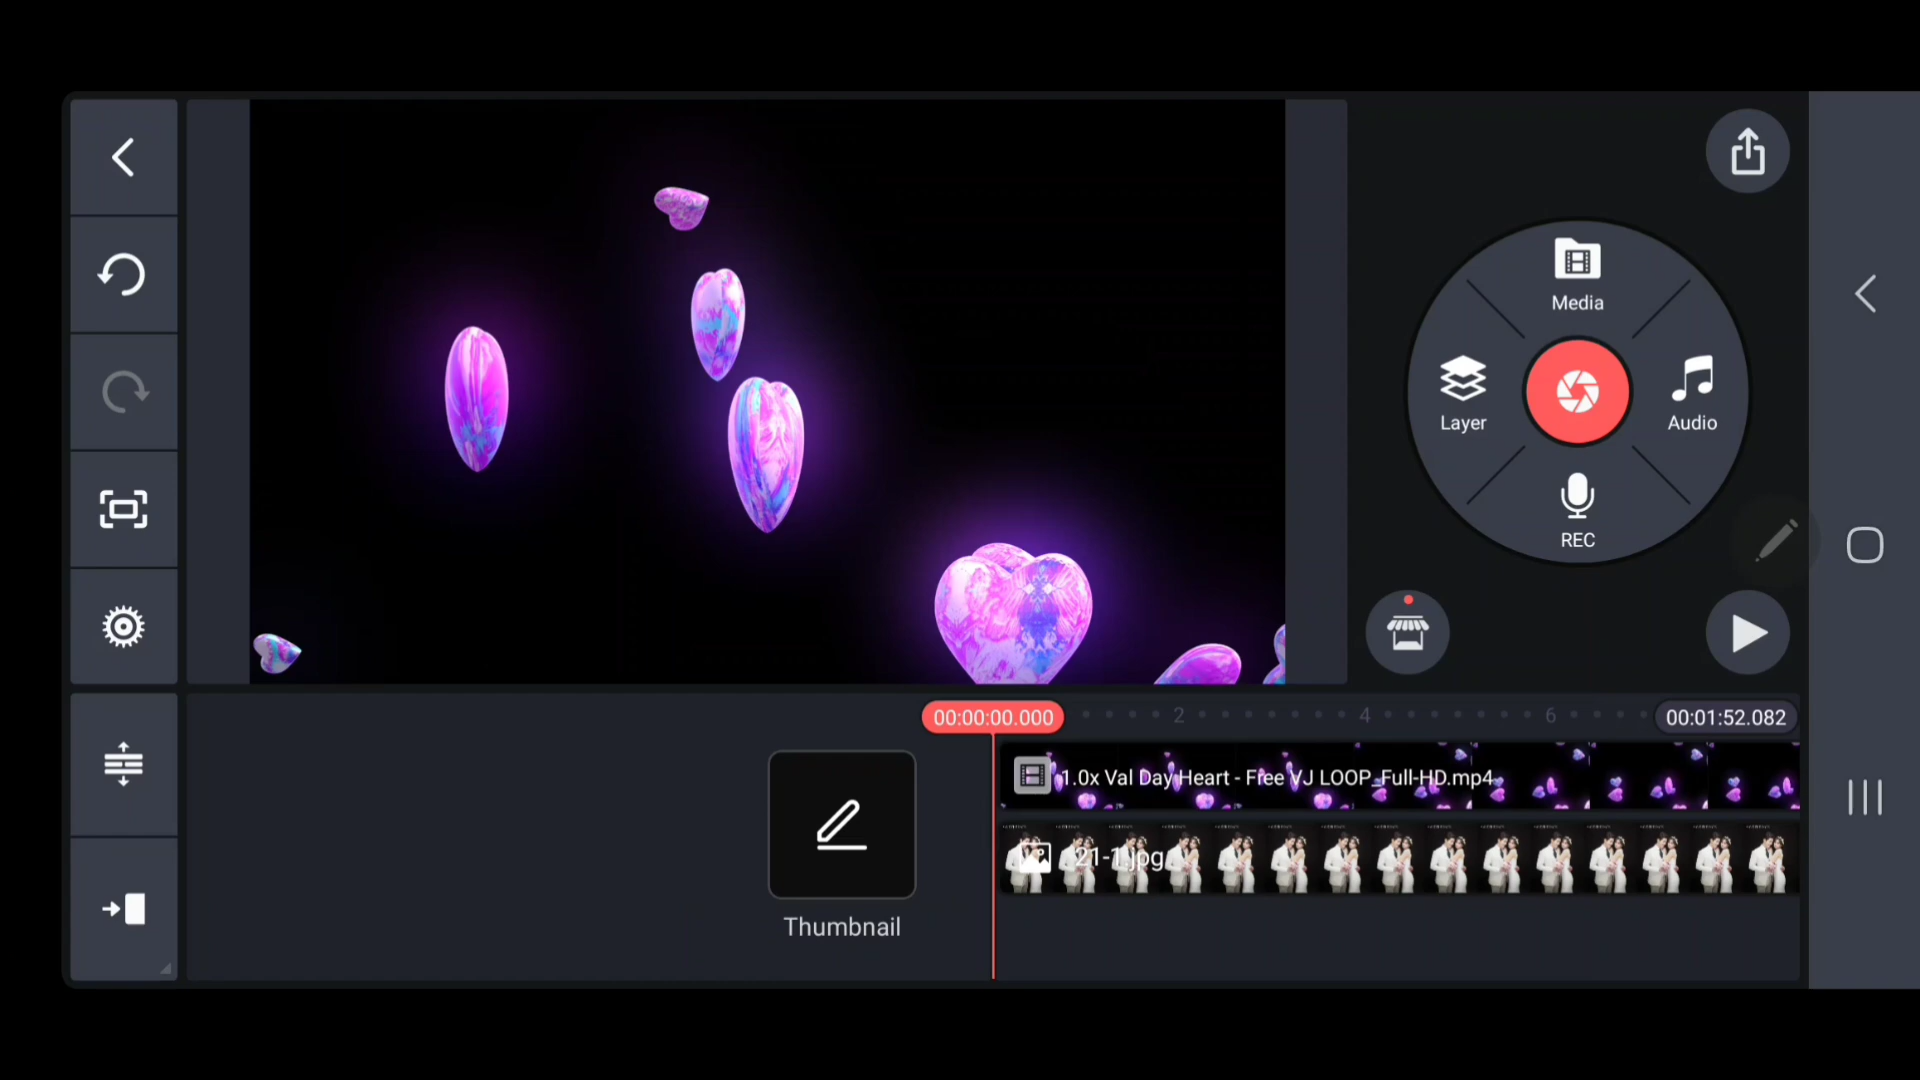 Media
Layer
Audio
REC
00:00:00.000
2
4
6
00:01:52.082
1.0x Val Day Heart - Free VJ LOOP_Full-HD.mp4
21-1.jpg
Thumbnail